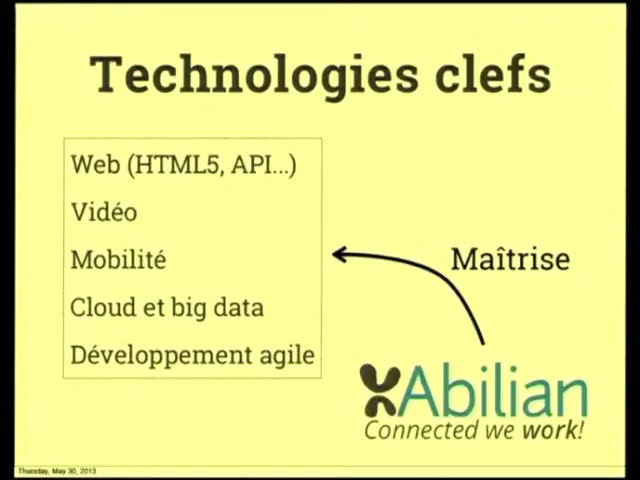 Technologies clefs
Web (HTML5, API...)
Vidéo
Mobilité
Cloud et big data
Développement agile
Maîtrise
Abilian
Connected we work!
Thursday, May 30, 2013